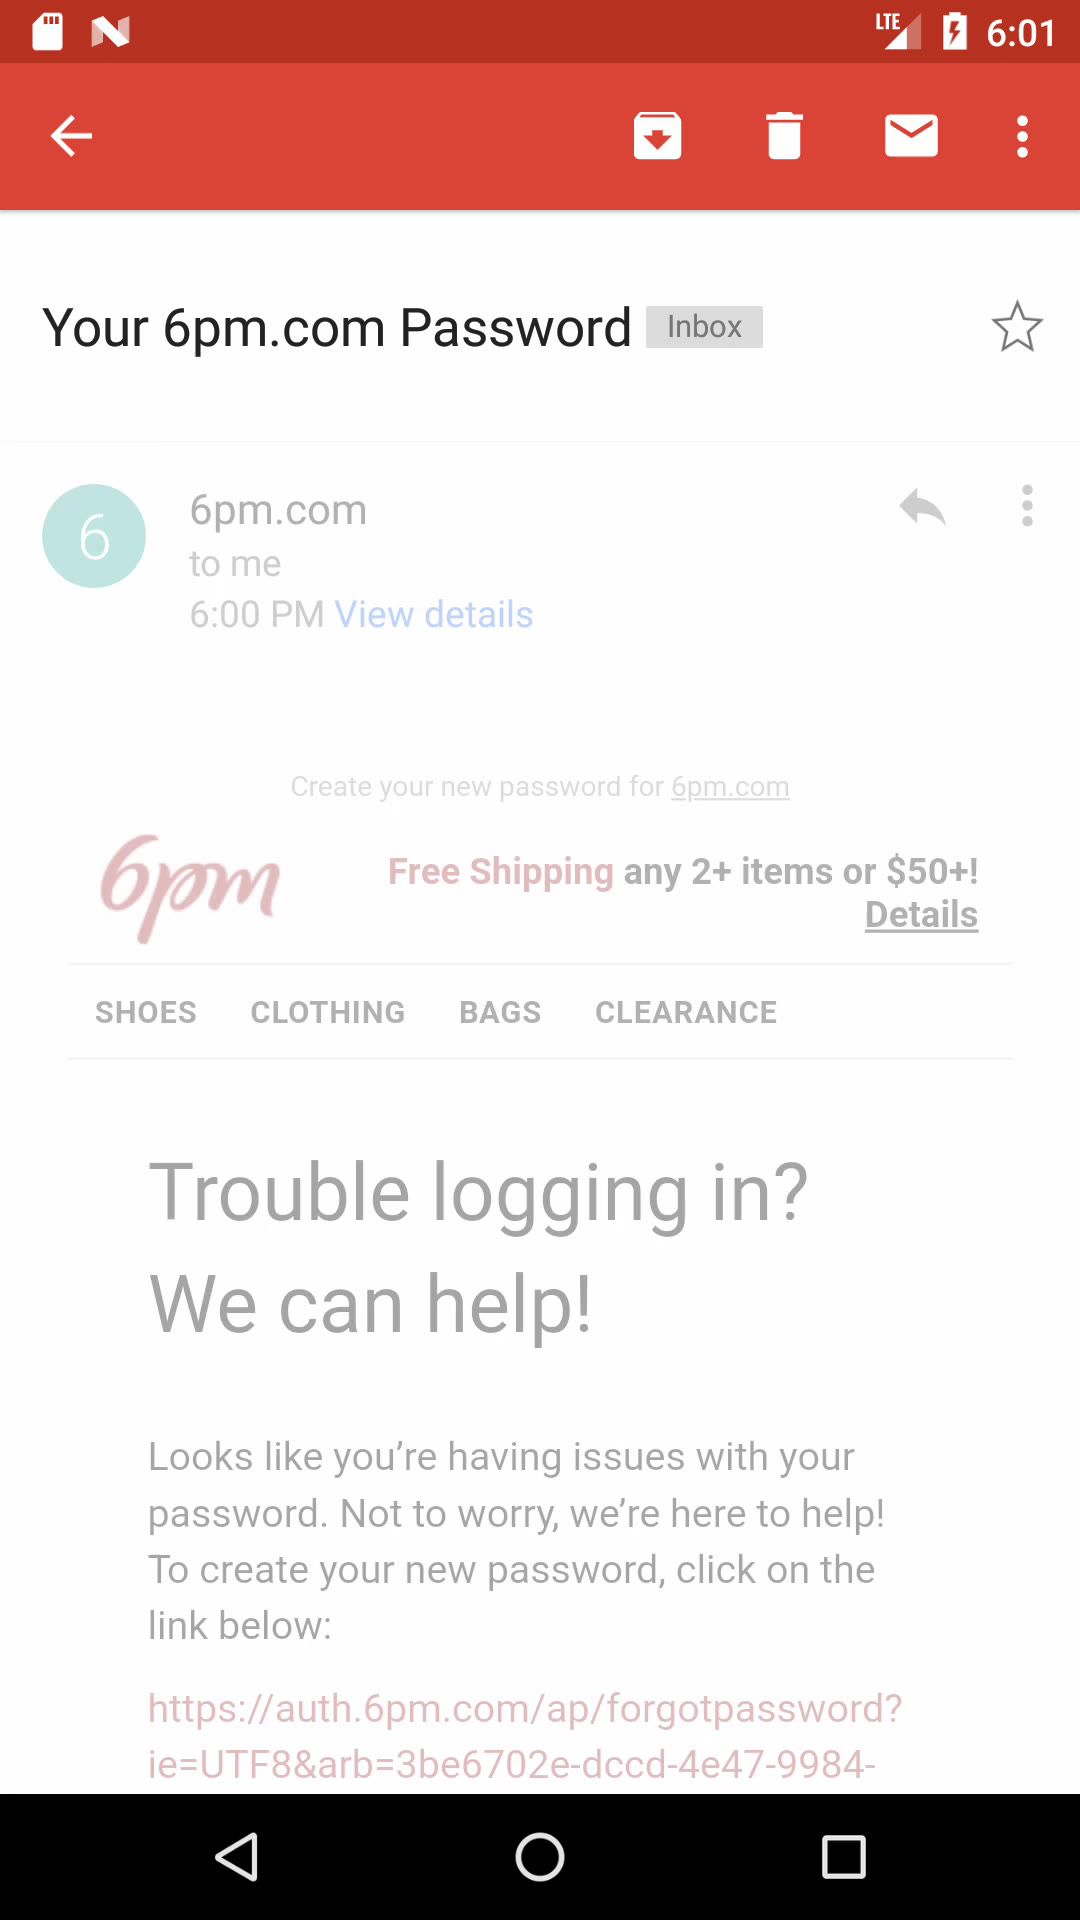 LTE 6:01
Your 6pm.com Password Inbox
6
6pm.com
to me
6:00 PM View details
Create your new password for 6pm.com
6pm
Free Shipping any 2+ items or $50+!
Details
SHOES CLOTHING BAGS CLEARANCE
Trouble logging in?
We can help!
Looks like you’re having issues with your
password. Not to worry, we’re here to help!
To create your new password, click on the
link below:
https://auth.6pm.com/ap/forgotpassword?
ie=UTF8&arb=3be6702e-dccd-4e47-9984-